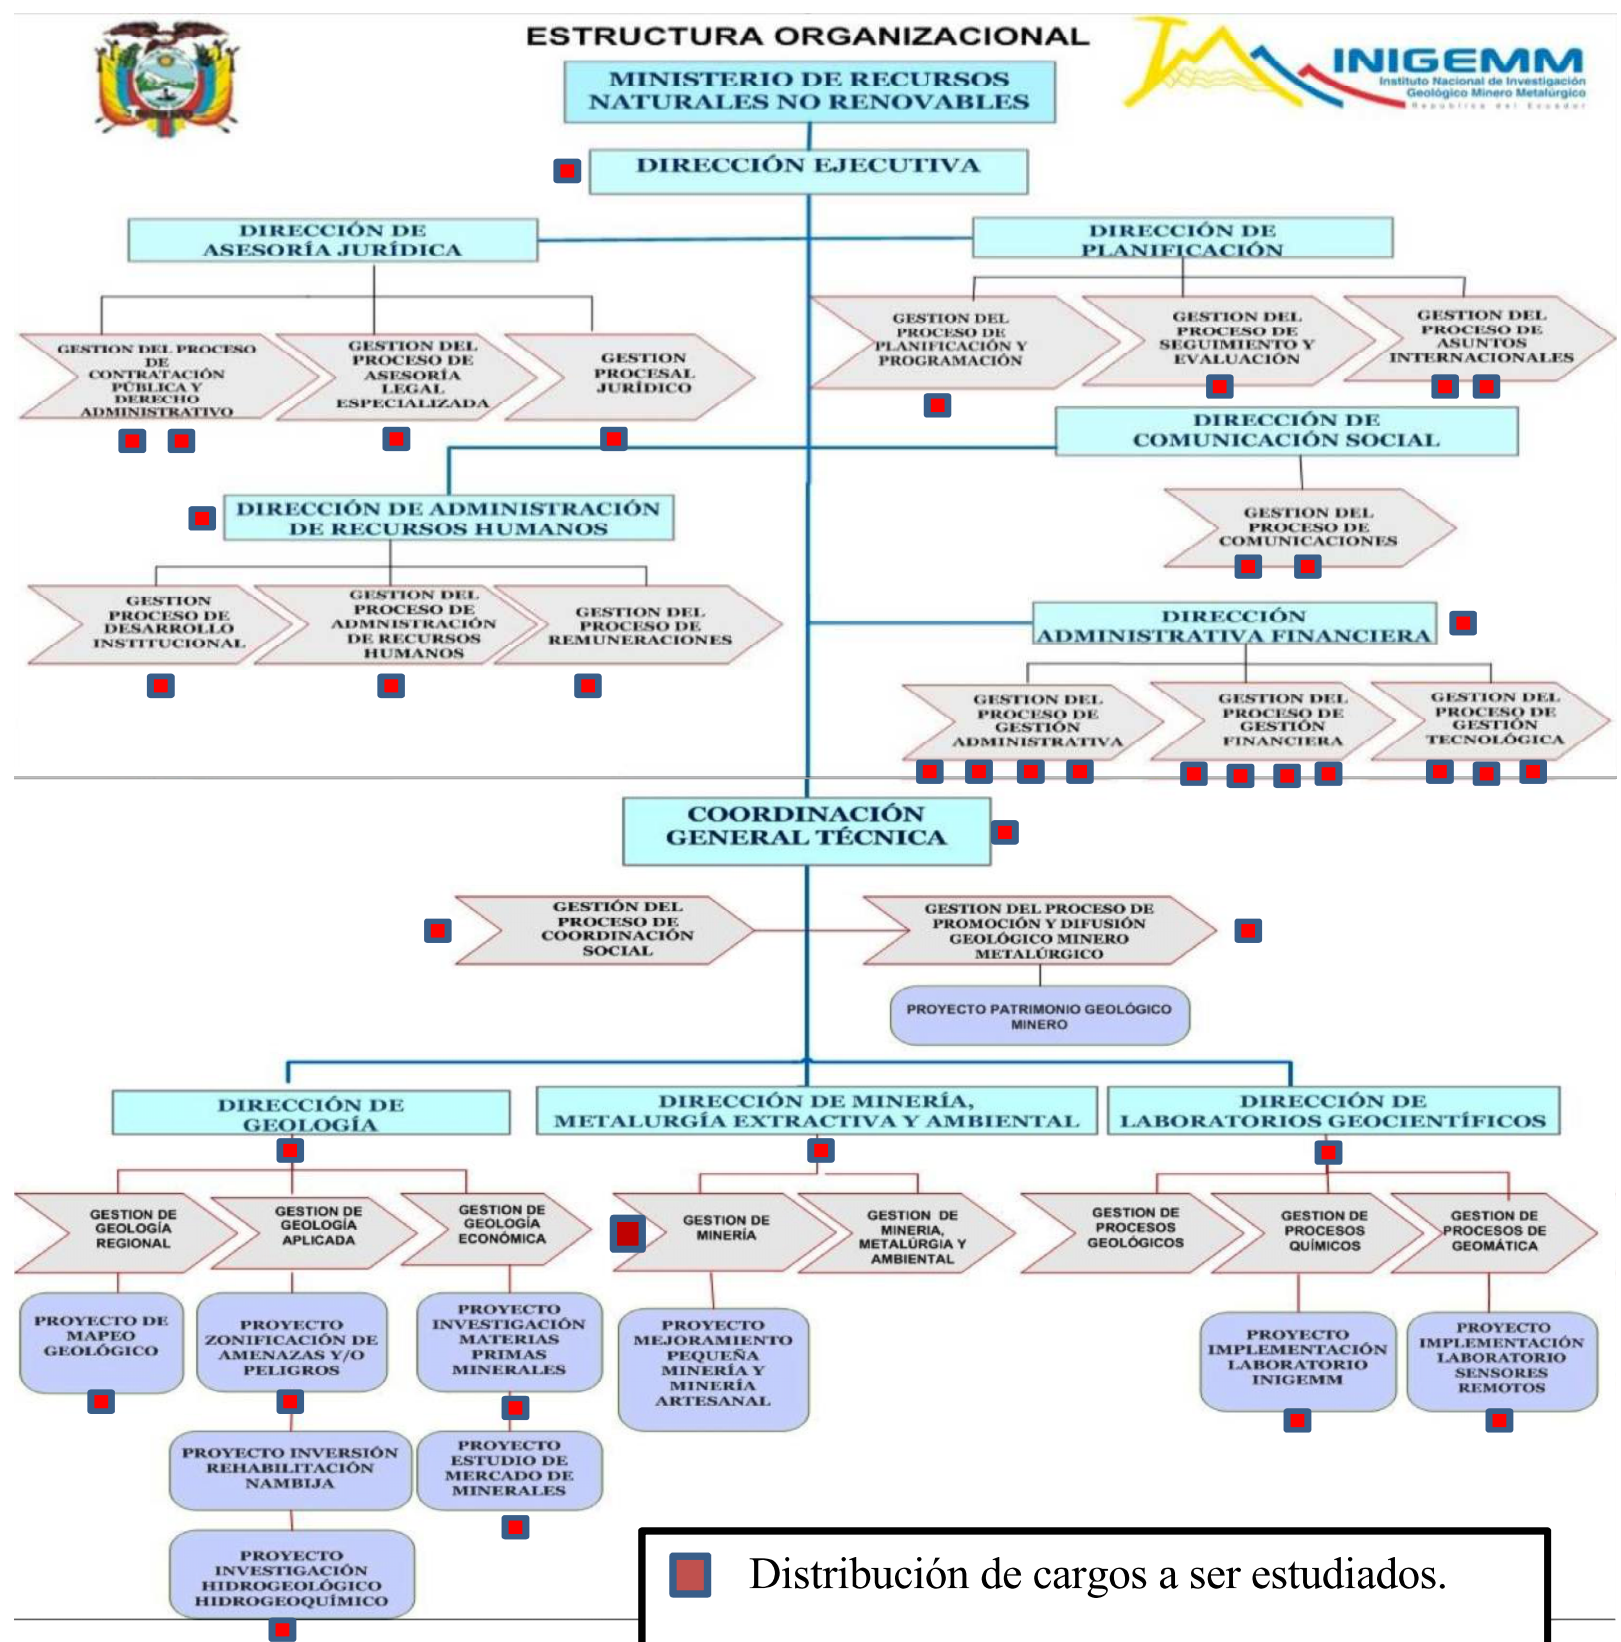 ESTRUCTURA ORGANIZACIONAL
INIGEMM
Instituto Nacional de Investigación
Geológico Minero Metalúrgico
República del Ecuador
MINISTERIO DE RECURSOS
NATURALES NO RENOVABLES
DIRECCIÓN EJECUTIVA
DIRECCIÓN DE
ASESORÍA JURÍDICA
DIRECCIÓN DE
PLANIFICACIÓN
GESTION DEL PROCESO
DE
CONTRATACIÓN
PÚBLICA Y
DERECHO
ADMINISTRATIVO
GESTION DEL
PROCESO DE
ASESORÍA
LEGAL
ESPECIALIZADA
GESTION
PROCESAL
JURÍDICO
GESTION DEL
PROCESO DE
PLANIFICACIÓN Y
PROGRAMACIÓN
GESTION DEL
PROCESO DE
SEGUIMIENTO Y
EVALUACIÓN
GESTION DEL
PROCESO DE
ASUNTOS
INTERNACIONALES
DIRECCIÓN DE
COMUNICACIÓN SOCIAL
GESTION DEL
PROCESO DE
COMUNICACIONES
DIRECCIÓN DE ADMINISTRACIÓN
DE RECURSOS HUMANOS
GESTION
PROCESO DE
DESARROLLO
INSTITUCIONAL
GESTION DEL
PROCESO DE
ADMNISTRACIÓN
DE RECURSOS
HUMANOS
GESTION DEL
PROCESO DE
REMUNERACIONES
DIRECCIÓN
ADMINISTRATIVA FINANCIERA
GESTION DEL
PROCESO DE
GESTIÓN
ADMINISTRATIVA
GESTION DEL
PROCESO DE
GESTIÓN
FINANCIERA
GESTION DEL
PROCESO DE
GESTIÓN
TECNOLÓGICA
COORDINACIÓN
GENERAL TÉCNICA
GESTIÓN DEL
PROCESO DE
COORDINACIÓN
SOCIAL
GESTION DEL PROCESO DE
PROMOCIÓN Y DIFUSIÓN
GEOLÓGICO MINERO
METALÚRGICO
PROYECTO PATRIMONIO GEOLÓGICO
MINERO
DIRECCIÓN DE
GEOLOGÍA
DIRECCIÓN DE MINERÍA,
METALURGÍA EXTRACTIVA Y AMBIENTAL
DIRECCIÓN DE
LABORATORIOS GEOCIENTÍFICOS
GESTION DE
GEOLOGÍA
REGIONAL
GESTION DE
GEOLOGÍA
APLICADA
GESTION DE
GEOLOGÍA
ECONÓMICA
GESTION DE
MINERÍA
GESTION DE
MINERIA,
METALÚRGIA Y
AMBIENTAL
GESTION DE
PROCESOS
GEOLÓGICOS
GESTION DE
PROCESOS
QUÍMICOS
GESTION DE
PROCESOS DE
GEOMÁTICA
PROYECTO DE
MAPEO
GEOLÓGICO
PROYECTO
ZONIFICACIÓN DE
AMENAZAS Y/O
PELIGROS
PROYECTO
INVESTIGACIÓN
MATERIAS
PRIMAS
MINERALES
PROYECTO
MEJORAMIENTO
PEQUEÑA
MINERÍA Y
MINERÍA
ARTESANAL
PROYECTO
IMPLEMENTACIÓN
LABORATORIO
INIGEMM
PROYECTO
IMPLEMENTACIÓN
LABORATORIO
SENSORES
REMOTOS
PROYECTO INVERSIÓN
REHABILITACIÓN
NAMBIJA
PROYECTO
ESTUDIO DE
MERCADO DE
MINERALES
PROYECTO
INVESTIGACIÓN
HIDROGEOLÓGICO
HIDROGEOQUÍMICO
Distribución de cargos a ser estudiados.